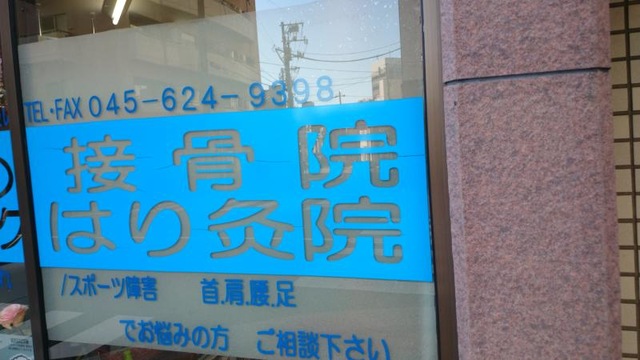 TEL・FAX 045-624-9398
接骨院
はり灸院
/スポーツ障害 首.肩.腰.足
でお悩みの方 ご相談下さい